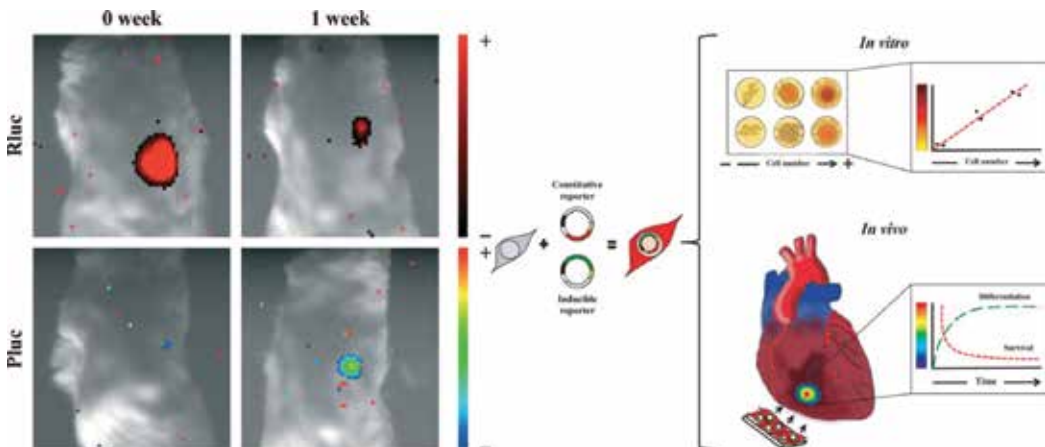 0 week
1 week
Rluc
Pluc
+
−
+
−
+
Constitutive
reporter
Inducible
reporter
=
In vitro
− Cell number +
Cell number
In vivo
Differentiation
Survival
Time